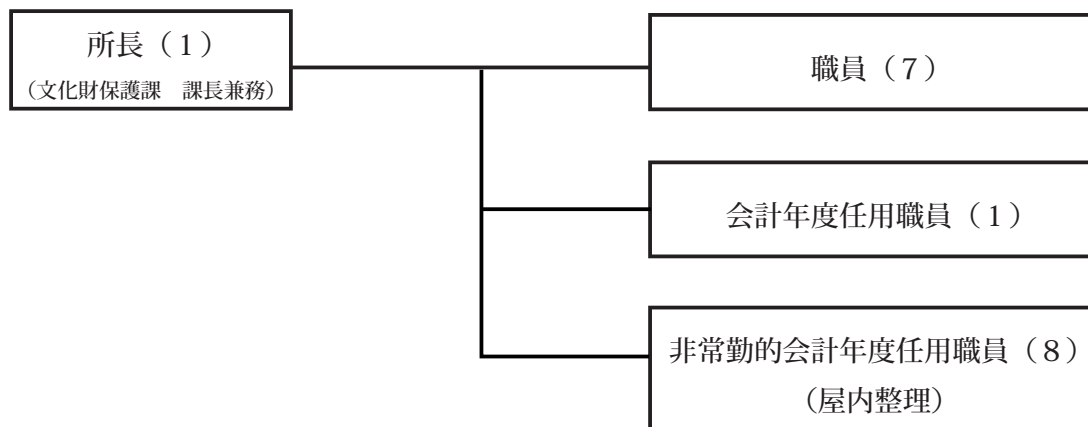 所長（１）
（文化財保護課　課長兼務）
職員（７）
会計年度任用職員（１）
非常勤的会計年度任用職員（８）
（屋内整理）